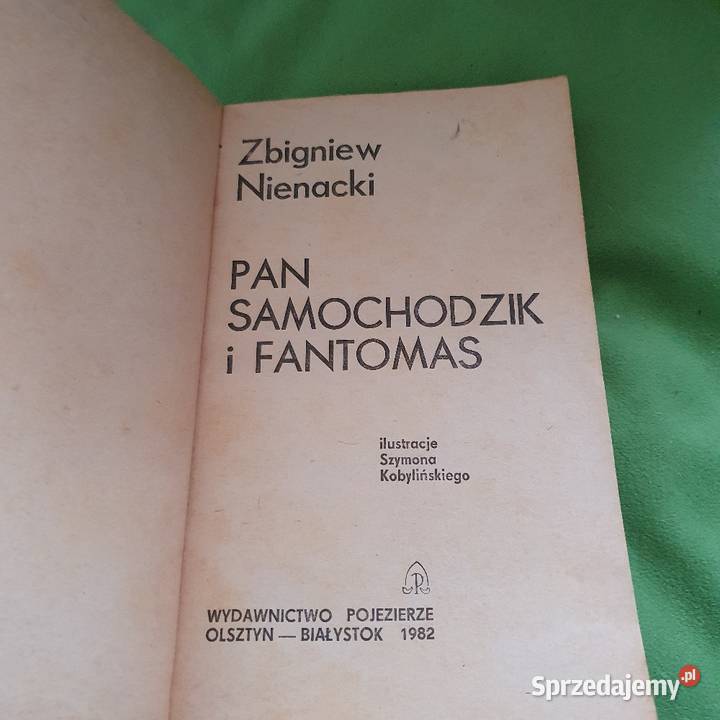 Zbigniew
Nienacki
PAN
SAMOCHODZIK
i FANTOMAS
ilustracje
Szymona
Kobylińskiego
P
WYDAWNICTWO POJEZIERZE
OLSZTYN — BIAŁYSTOK 1982
Sprzedajemy.pl